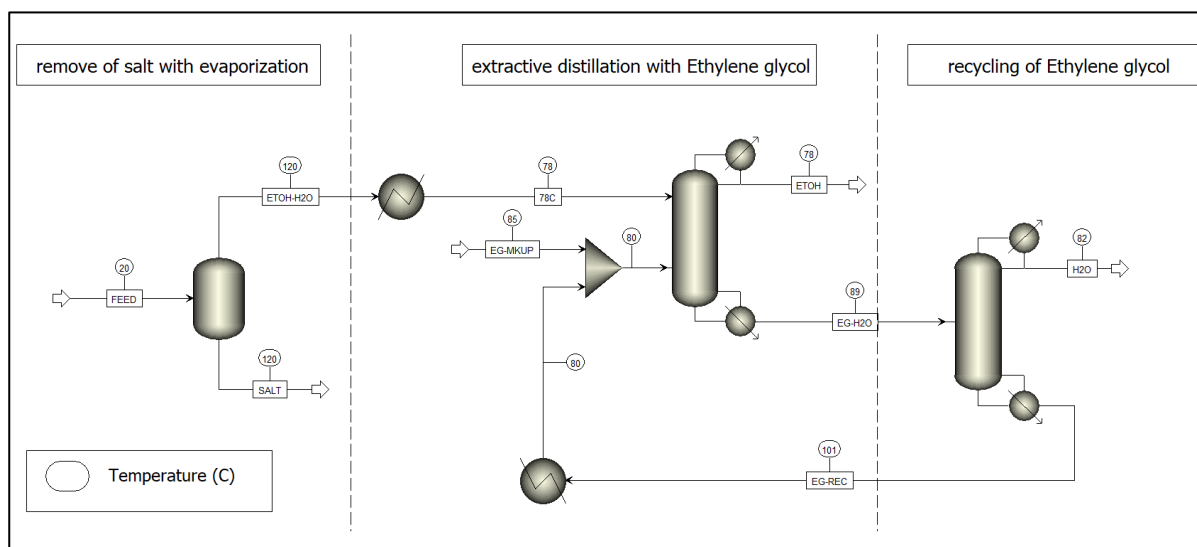 remove of salt with evaporization
extractive distillation with Ethylene glycol
recycling of Ethylene glycol
120
ETOH-H2O
78
78C
78
ETOH
85
EG-MKUP
80
82
H2O
20
FEED
89
EG-H2O
120
SALT
80
101
EG-REC
Temperature (C)